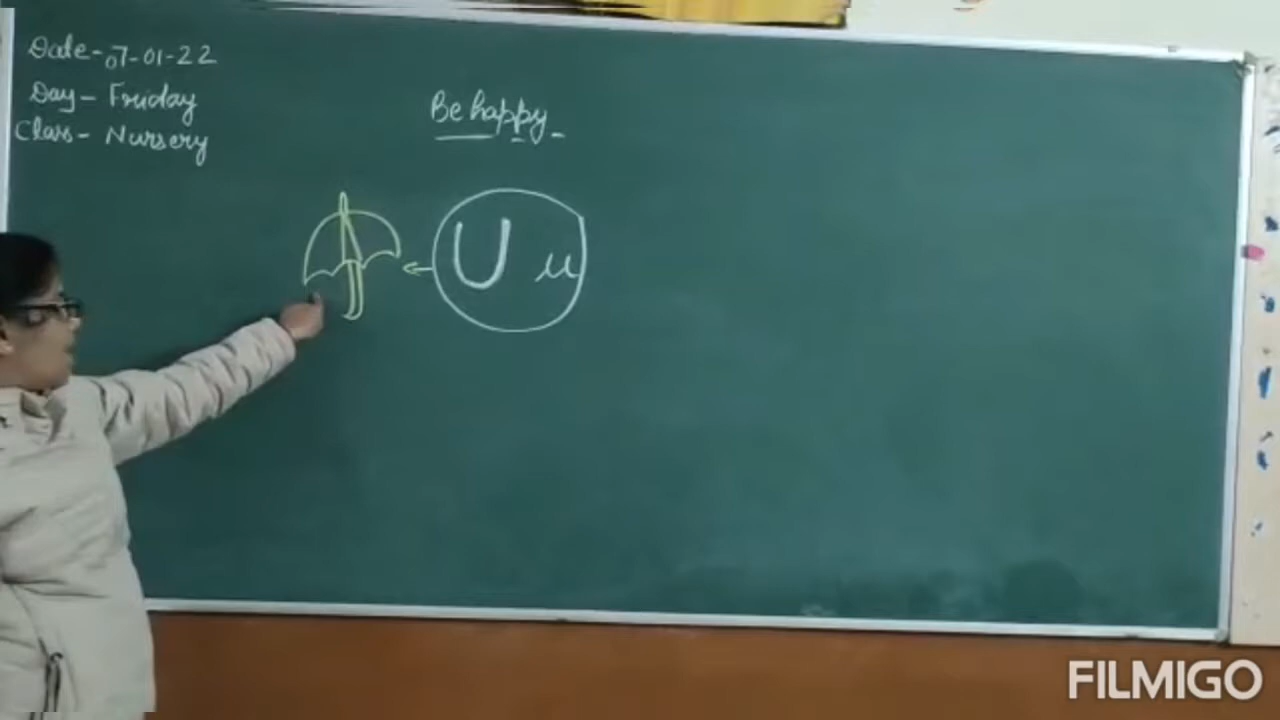 Date-07-01-22
Day- Friday
Class- Nursery
Be happy
U u
FILMIGO